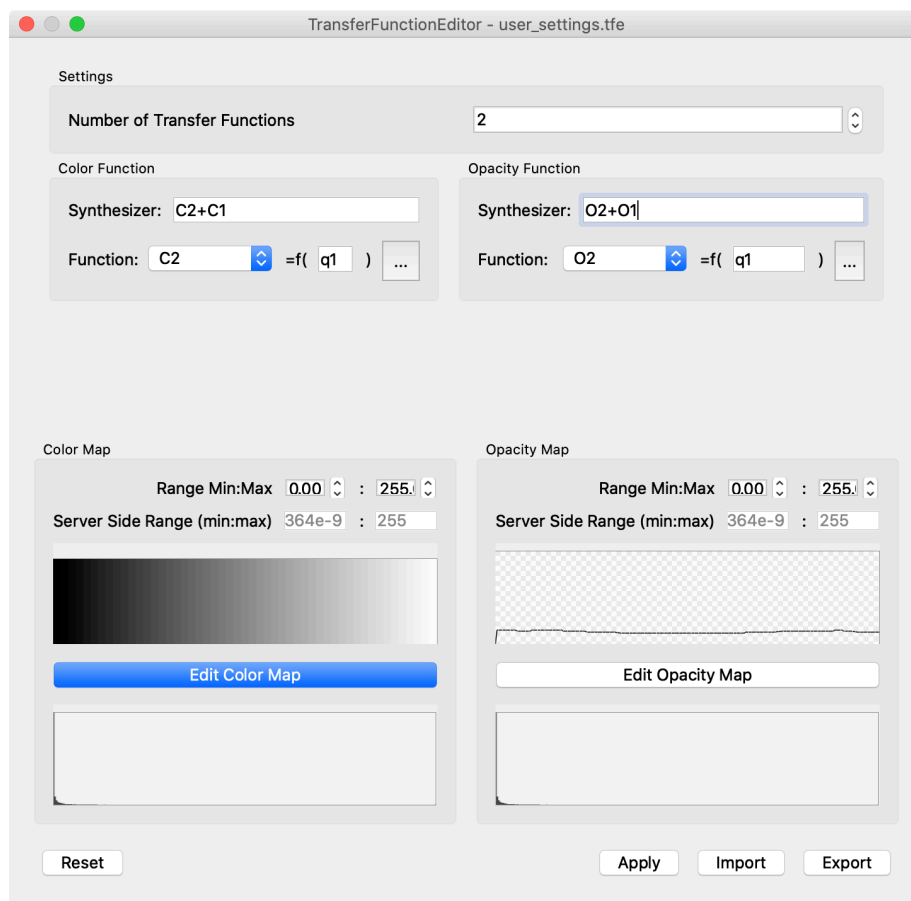 TransferFunctionEditor - user_settings.tfe
Settings
Number of Transfer Functions 2
Color Function Opacity Function
Synthesizer: C2+C1 Synthesizer: O2+O1
Function: C2 =f( q1 ) ... Function: O2 =f( q1 ) ...
Color Map Opacity Map
Range Min:Max 0.00 : 255. Range Min:Max 0.00 : 255.
Server Side Range (min:max) 364e-9 : 255 Server Side Range (min:max) 364e-9 : 255
Edit Color Map Edit Opacity Map
Reset Apply Import Export